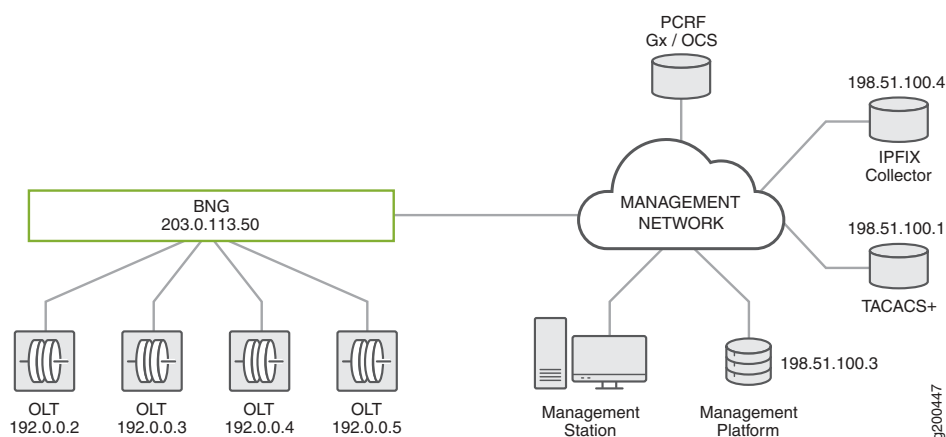 PCRF
Gx / OCS
198.51.100.4
IPFIX
Collector
BNG
203.0.113.50
MANAGEMENT
NETWORK
198.51.100.1
TACACS+
198.51.100.3
OLT
192.0.0.2
OLT
192.0.0.3
OLT
192.0.0.4
OLT
192.0.0.5
Management
Station
Management
Platform
g200447